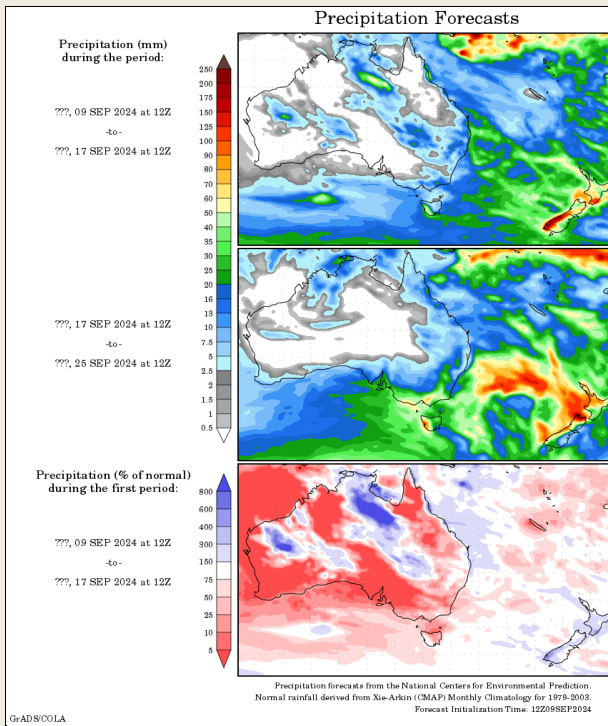 Precipitation Forecasts
Precipitation (mm)
during the period:
???, 09 SEP 2024 at 12Z
-to-
???, 17 SEP 2024 at 12Z
250
200
175
150
125
100
90
80
70
60
50
40
35
30
25
20
16
13
10
7.5
5
2.5
2
1.5
1
0.5
???, 17 SEP 2024 at 12Z
-to-
???, 25 SEP 2024 at 12Z
Precipitation (% of normal)
during the first period:
???, 09 SEP 2024 at 12Z
-to-
???, 17 SEP 2024 at 12Z
800
600
400
300
150
75
50
25
10
5
Precipitation forecasts from the National Centers for Environmental Prediction.
Normal rainfall derived from Xie-Arkin (CMAP) Monthly Climatology for 1979-2003.
Forecast Initialization Time: 12Z09SEP2024
GrADS/COLA